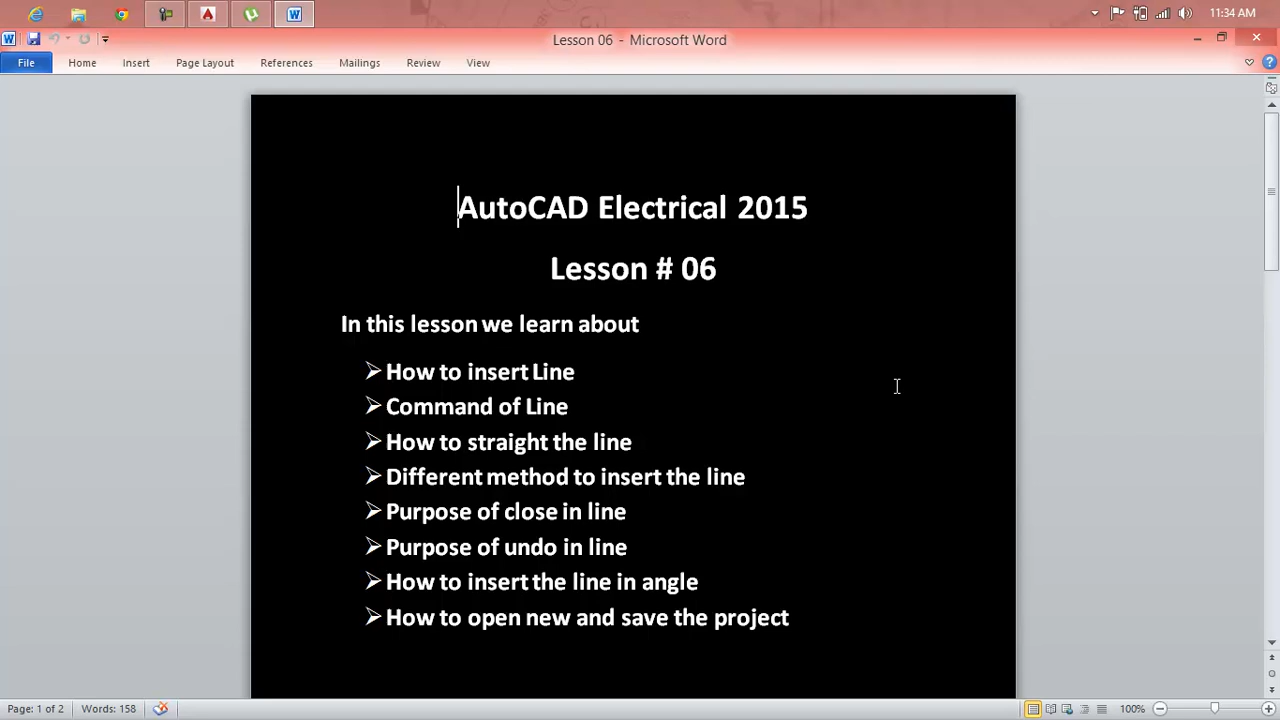 11:34 AM
Lesson 06 - Microsoft Word
File Home Insert Page Layout References Mailings Review View
AutoCAD Electrical 2015
Lesson # 06
In this lesson we learn about
How to insert Line
Command of Line
How to straight the line
Different method to insert the line
Purpose of close in line
Purpose of undo in line
How to insert the line in angle
How to open new and save the project
Page: 1 of 2 Words: 158 100%